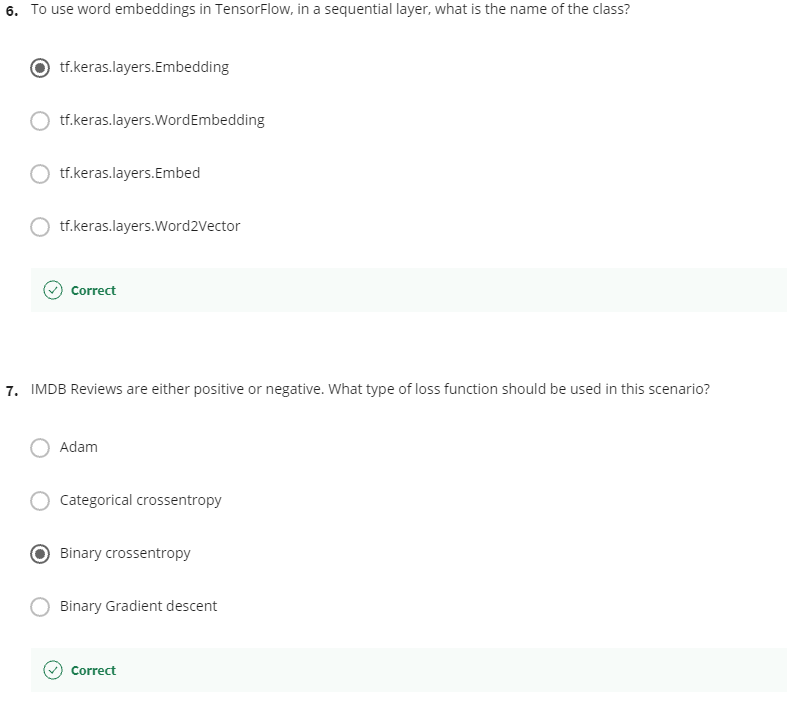 6. To use word embeddings in TensorFlow, in a sequential layer, what is the name of the class?
tf.keras.layers.Embedding
tf.keras.layers.WordEmbedding
tf.keras.layers.Embed
tf.keras.layers.Word2Vector
Correct
7. IMDB Reviews are either positive or negative. What type of loss function should be used in this scenario?
Adam
Categorical crossentropy
Binary crossentropy
Binary Gradient descent
Correct